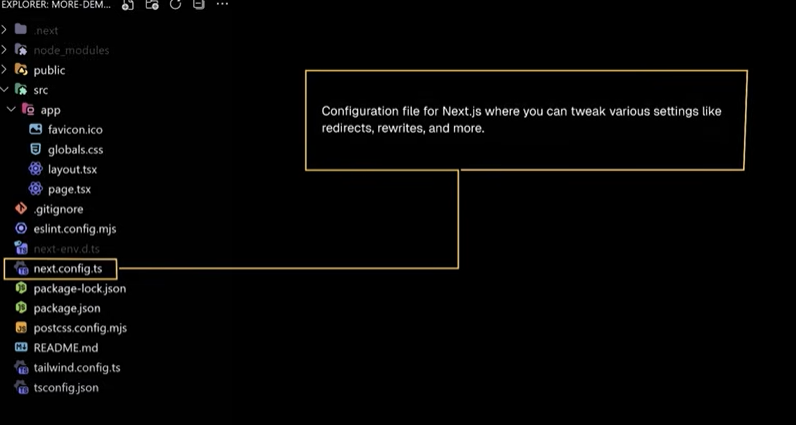 EXPLORER: MORE-DEM...
.next
node_modules
public
src
app
favicon.ico
globals.css
layout.tsx
page.tsx
.gitignore
eslint.config.mjs
next-env.d.ts
next.config.ts
package-lock.json
package.json
postcss.config.mjs
README.md
tailwind.config.ts
tsconfig.json
Configuration file for Next.js where you can tweak various settings like
redirects, rewrites, and more.